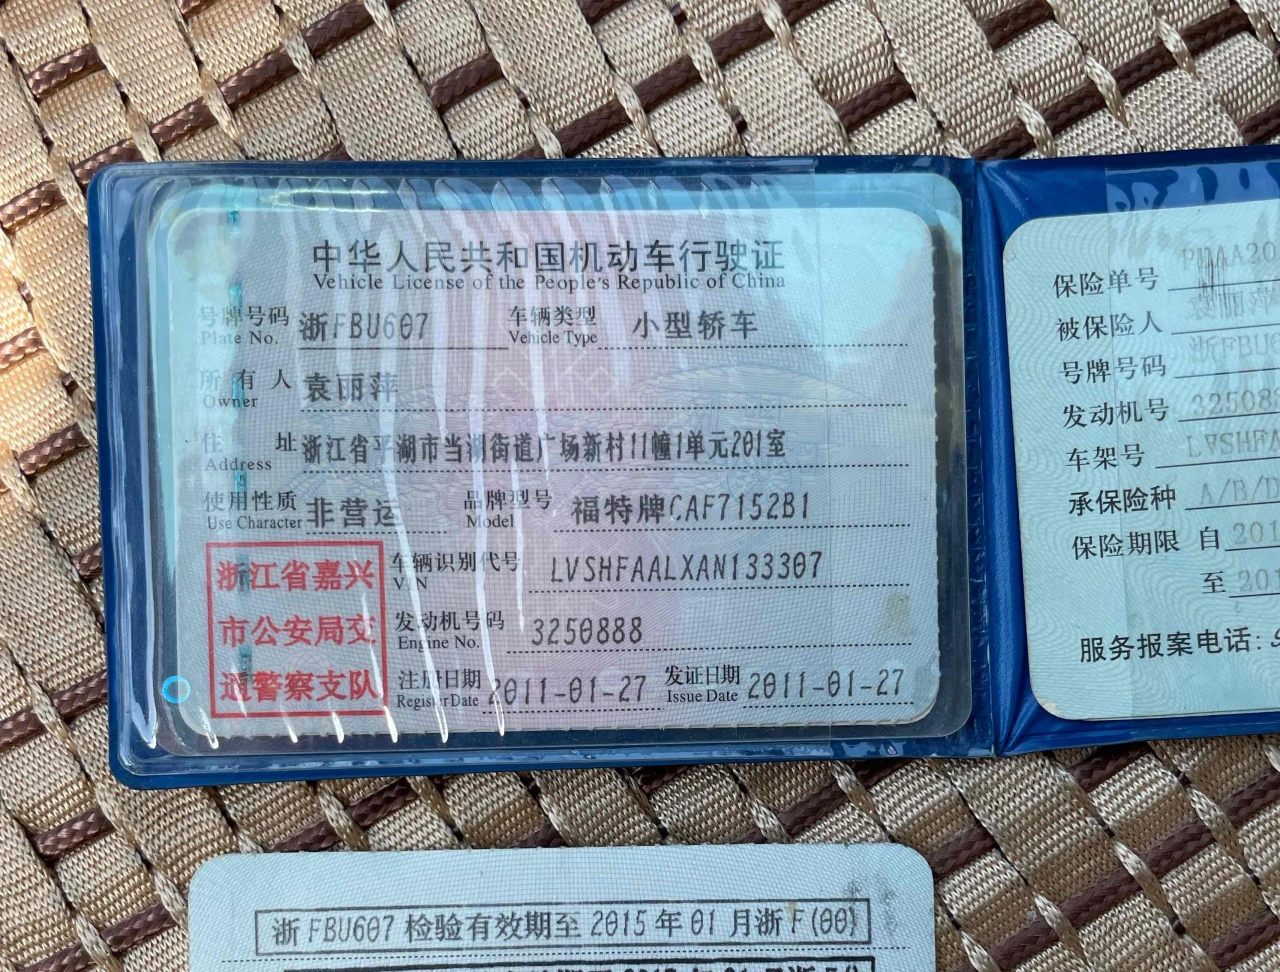 中华人民共和国机动车行驶证
Vehicle License of the People's Republic of China
号牌号码 浙FBU607 车辆类型 小型轿车
Plate No. Vehicle Type
所有人 袁丽萍
Owner
住址 浙江省平湖市当湖街道广场新村11幢1单元201室
Address
使用性质 非营运 品牌型号 福特牌CAF7152B1
Use Character Model
浙江省嘉兴
市公安局交
通警察支队
车辆识别代号 LVSHFAALXAN133307
VIN
发动机号码 3250888
Engine No.
注册日期 2011-01-27 发证日期 2011-01-27
Register Date Issue Date
保险单号
被保险人
号牌号码 浙FBU6
发动机号 325088
车架号 LVSHFA
承保险种 A/B/D
保险期限 自 201
至 201
服务报案电话:
浙FBU607 检验有效期至 2015年01月浙F(00)